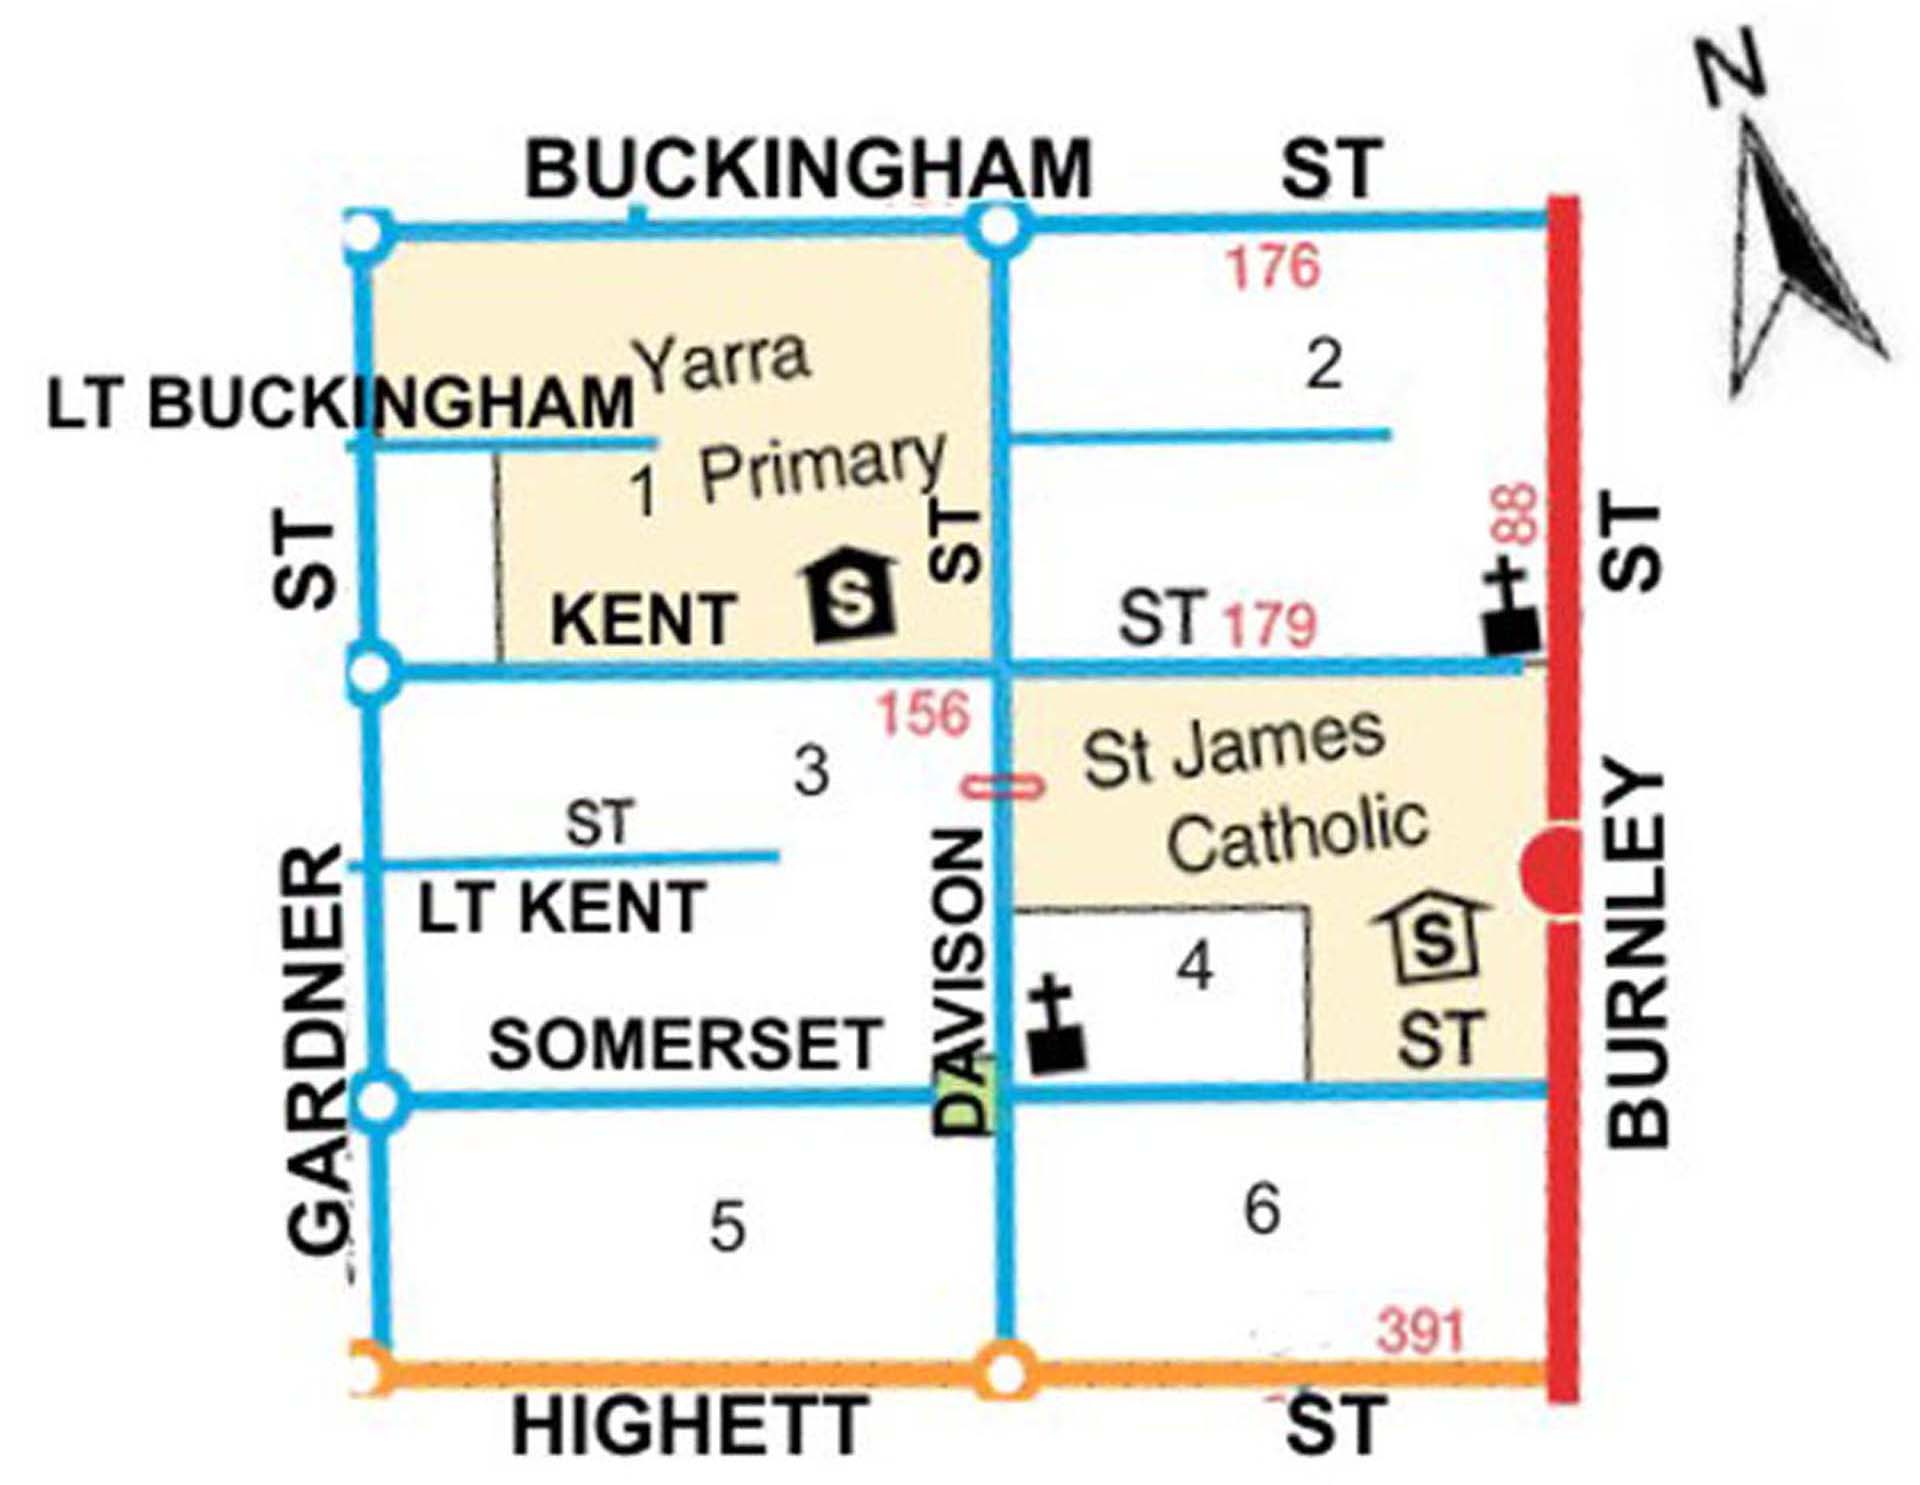 N
BUCKINGHAM ST
176
Yarra
2
LT BUCKINGHAM
1 Primary
ST
ST
88
ST
KENT
S
ST 179
156
St James
3
Catholic
ST
LT KENT
DAVISON
GARDNER
BURNLEY
S
4
SOMERSET
ST
5
6
391
HIGHETT ST